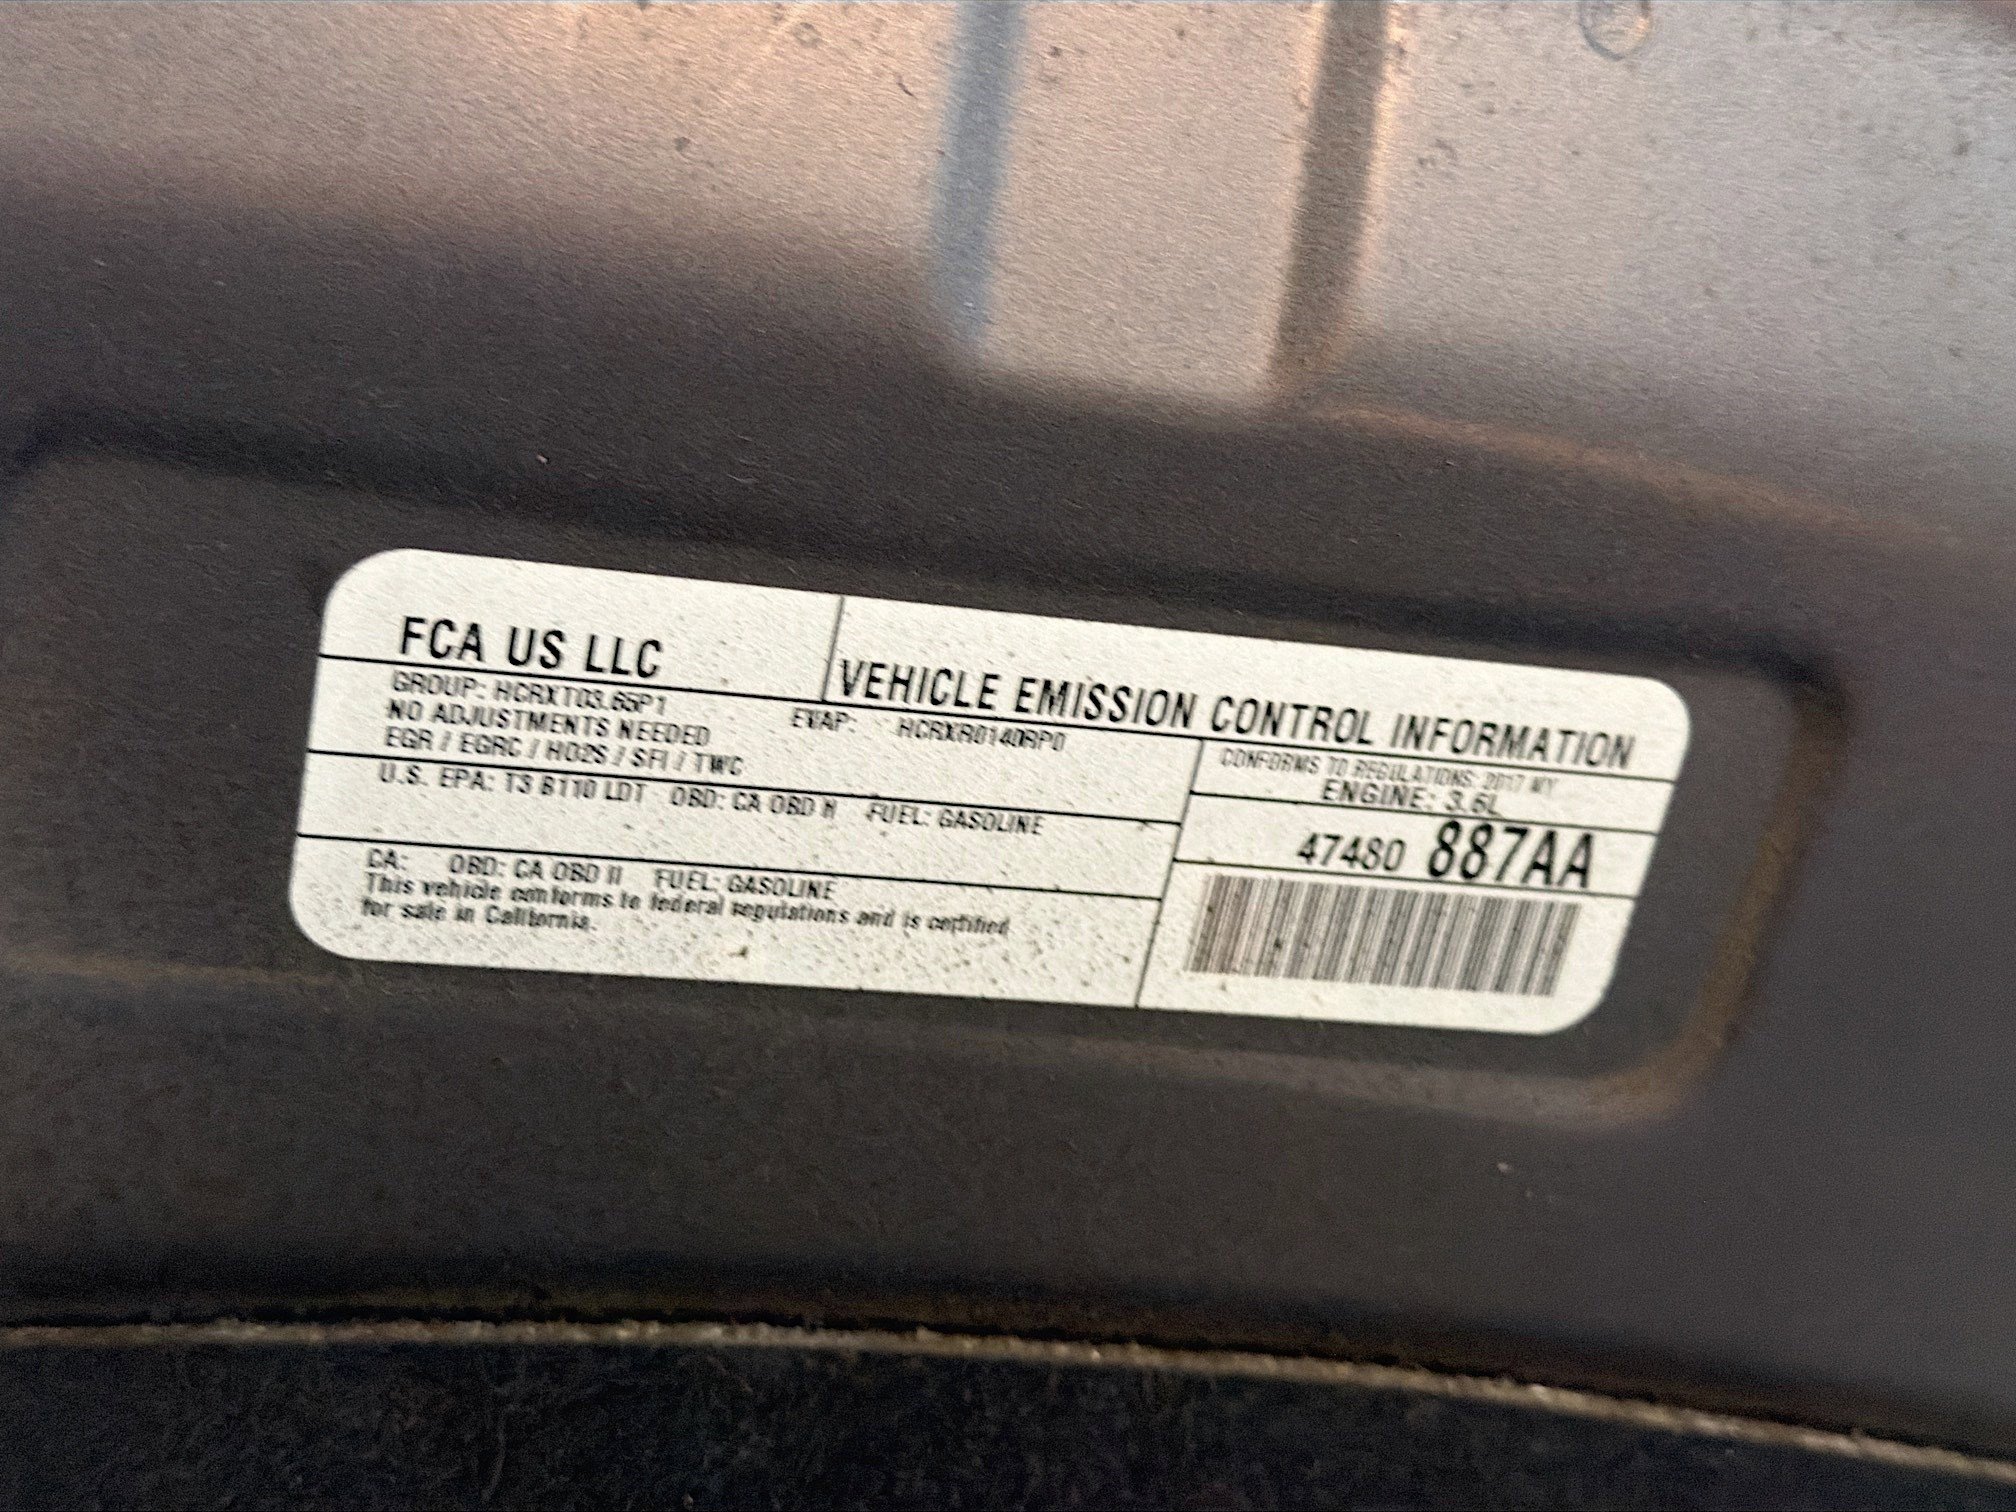 FCA US LLC
VEHICLE EMISSION CONTROL INFORMATION
GROUP: HCRXT03.65P1 EVAP: HCRXR0140RP0
NO ADJUSTMENTS NEEDED
EGR / EGRC / HO2S / SFI / TWC
CONFORMS TO REGULATIONS: 2017 MY
ENGINE: 3.6L
U.S. EPA: T3 B110 LDT OBD: CA OBD II FUEL: GASOLINE
47480 887AA
CA: OBD: CA OBD II FUEL: GASOLINE
This vehicle conforms to federal regulations and is certified
for sale in California.